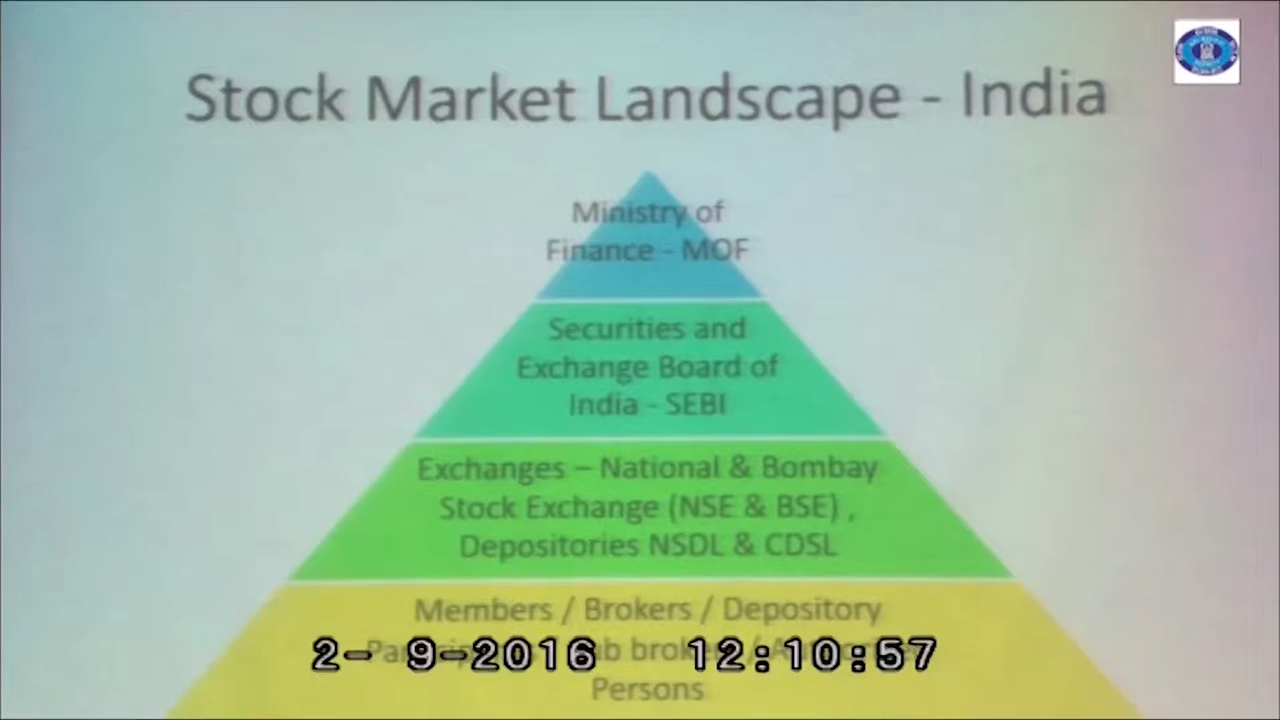 Stock Market Landscape - India
Ministry of
Finance - MOF
Securities and
Exchange Board of
India - SEBI
Exchanges – National & Bombay
Stock Exchange (NSE & BSE) ,
Depositories NSDL & CDSL
Members / Brokers / Depository
2- 9-2016 12:10:57
Persons